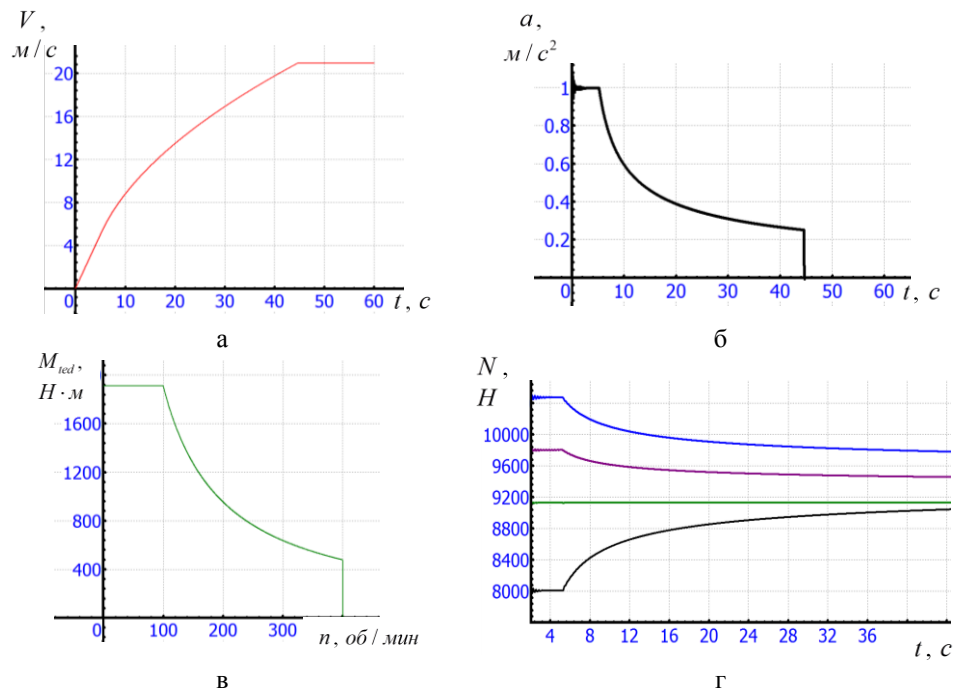 V ,
м / с
20
16
12
8
4
0 10 20 30 40 50 60 t , с
а
a,
м / с²
1
0.8
0.6
0.4
0.2
0 10 20 30 40 50 60 t , с
б
M_ted ,
Н · м
1600
1200
800
400
0 100 200 300 n , об / мин
в
N ,
Н
10000
9600
9200
8800
8400
8000
4 8 12 16 20 24 28 32 36 t , с
г